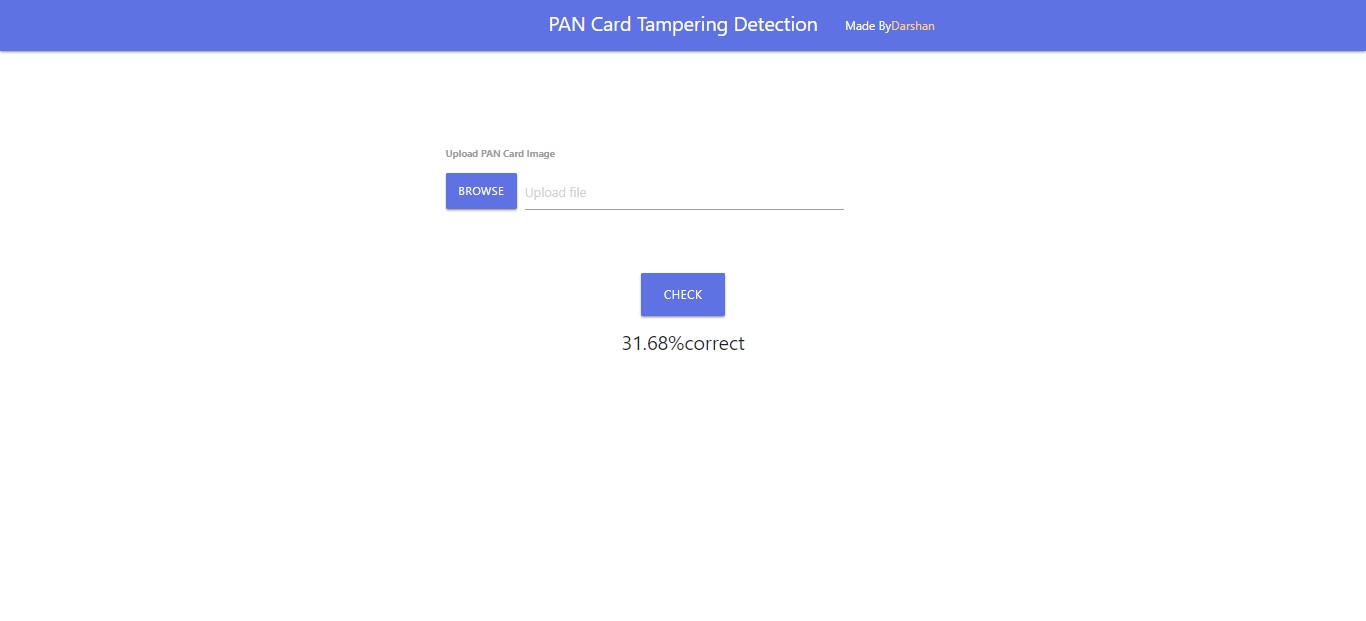 PAN Card Tampering Detection Made ByDarshan
Upload PAN Card Image
BROWSE Upload file
CHECK
31.68%correct